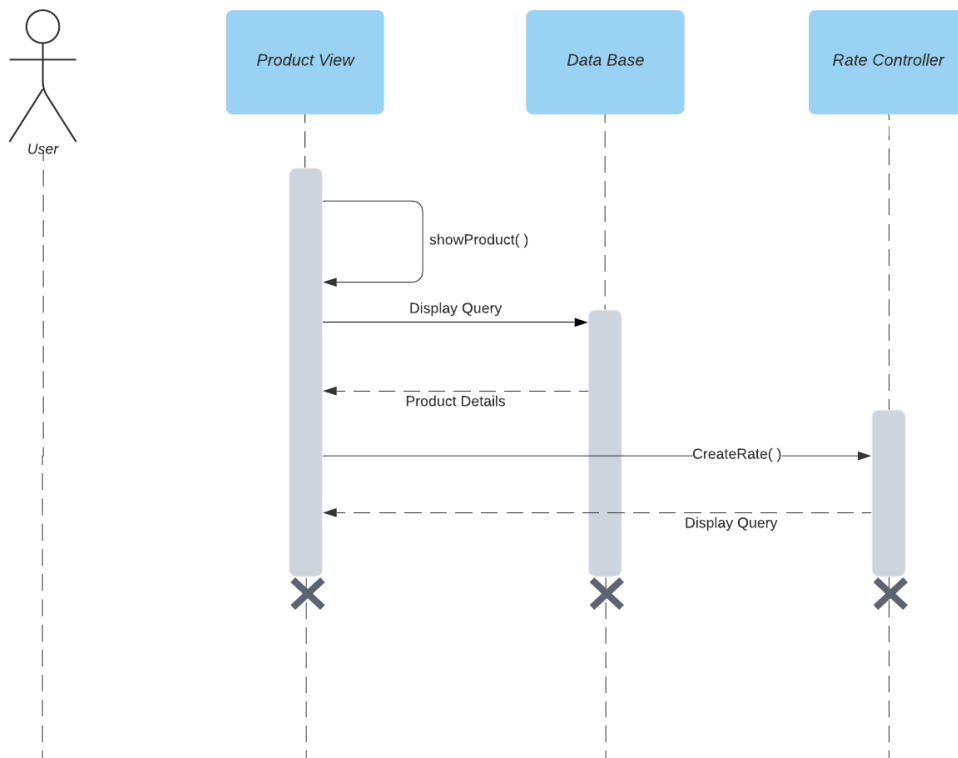 Product View
Data Base
Rate Controller
User
showProduct( )
Display Query
Product Details
CreateRate( )
Display Query